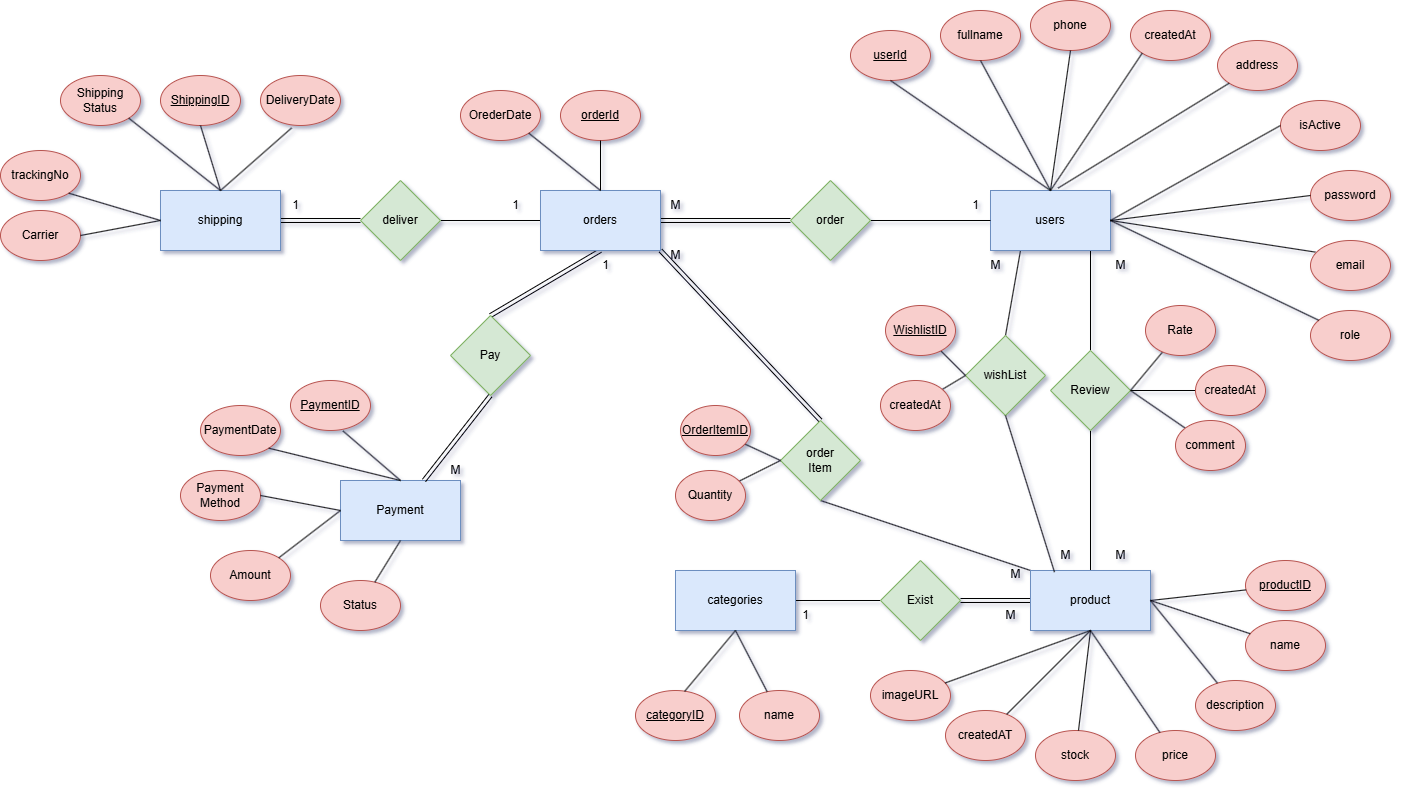 phone
fullname
createdAt
userId
address
Shipping
Status
ShippingID
DeliveryDate
OrederDate
orderId
isActive
trackingNo
password
1
1
M
1
shipping
deliver
orders
order
users
Carrier
1
M
M
M
email
WishlistID
Rate
role
Pay
wishList
Review
createdAt
createdAt
PaymentID
PaymentDate
OrderItemID
comment
order
Item
M
Payment
Method
Quantity
Payment
M
M
Amount
M
Status
categories
Exist
product
productID
1
M
name
imageURL
description
categoryID
name
createdAT
stock
price